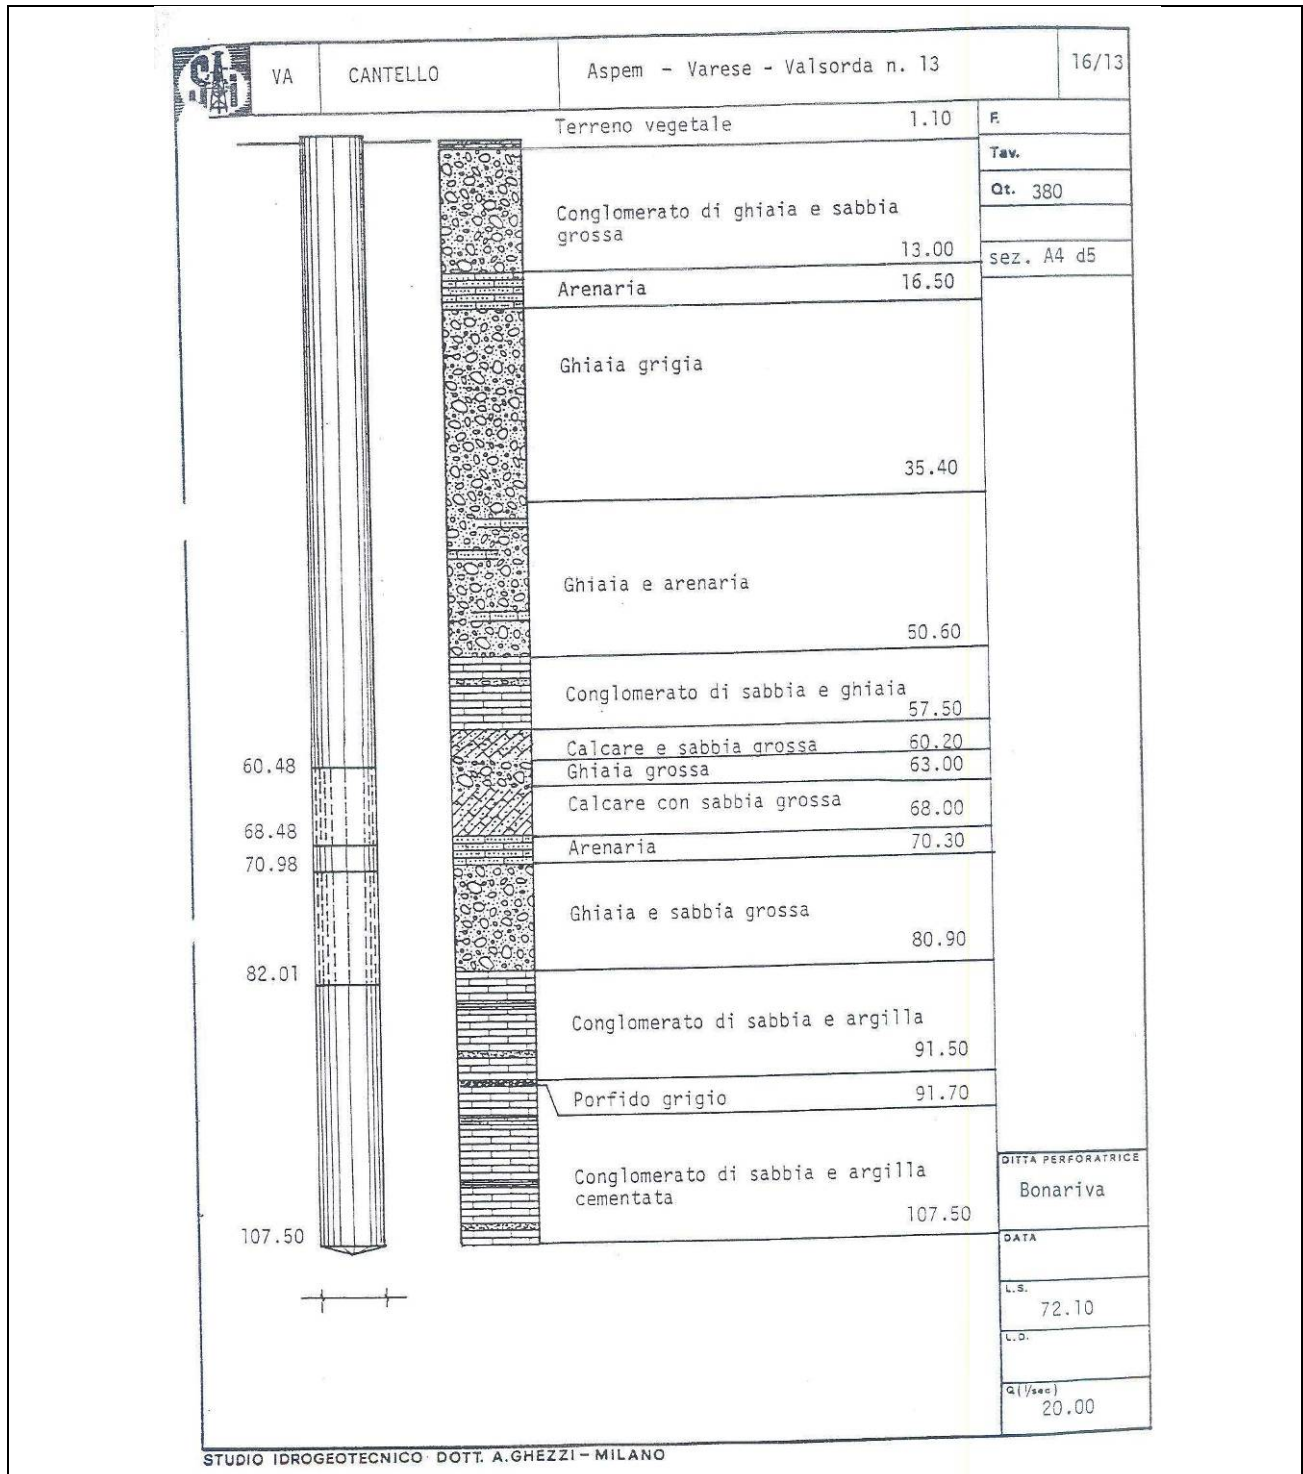 VA CANTELLO Aspem - Varese - Valsorda n. 13 16/13
Terreno vegetale 1.10
F.
Tav.
Qt. 380
sez. A4 d5
Conglomerato di ghiaia e sabbia
grossa
13.00
Arenaria 16.50
Ghiaia grigia
35.40
Ghiaia e arenaria
50.60
Conglomerato di sabbia e ghiaia
57.50
Calcare e sabbia grossa 60.20
Ghiaia grossa 63.00
Calcare con sabbia grossa 68.00
Arenaria 70.30
Ghiaia e sabbia grossa
80.90
Conglomerato di sabbia e argilla
91.50
Porfido grigio 91.70
Conglomerato di sabbia e argilla
cementata
107.50
60.48
68.48
70.98
82.01
107.50
DITTA PERFORATRICE
Bonariva
DATA
L.S.
72.10
L.D.
Q(l/sec)
20.00
STUDIO IDROGEOTECNICO DOTT. A.GHEZZI - MILANO